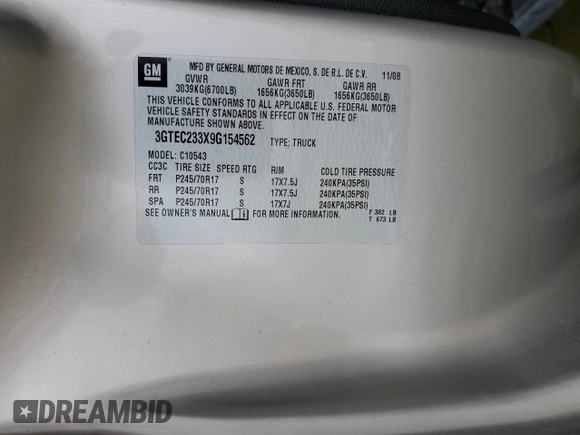 GM
MFD BY GENERAL MOTORS DE MEXICO, S. DE R.L. DE C.V. 11/08
GVWR GAWR FRT GAWR RR
3039KG(6700LB) 1656KG(3650LB) 1656KG(3650LB)
THIS VEHICLE CONFORMS TO ALL APPLICABLE U.S. FEDERAL MOTOR
VEHICLE SAFETY STANDARDS IN EFFECT ON THE DATE OF
MANUFACTURE SHOWN ABOVE.
3GTEC233X9G154562 TYPE: TRUCK
MODEL: C10543
CC3C TIRE SIZE SPEED RTG RIM COLD TIRE PRESSURE
FRT P245/70R17 S 17X7.5J 240KPA(35PSI)
RR P245/70R17 S 17X7.5J 240KPA(35PSI)
SPA P245/70R17 S 17X7J 240KPA(35PSI)
SEE OWNER'S MANUAL i FOR MORE INFORMATION. F 302 LB
T 673 LB
DREAMBID